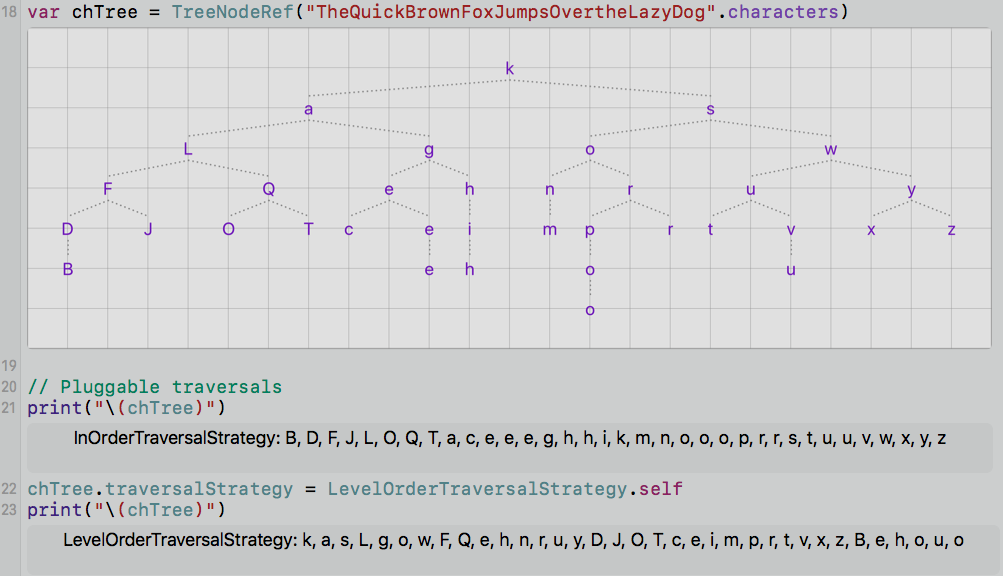 18 var chTree = TreeNodeRef("TheQuickBrownFoxJumpsOvertheLazyDog".characters)
k
a s
L g o w
F Q e h n r u y
D J O T c e i m p r t v x z
B e h o u
o
19
20 // Pluggable traversals
21 print("\(chTree)")
InOrderTraversalStrategy: B, D, F, J, L, O, Q, T, a, c, e, e, e, g, h, h, i, k, m, n, o, o, o, p, r, r, s, t, u, u, v, w, x, y, z
22 chTree.traversalStrategy = LevelOrderTraversalStrategy.self
23 print("\(chTree)")
LevelOrderTraversalStrategy: k, a, s, L, g, o, w, F, Q, e, h, n, r, u, y, D, J, O, T, c, e, i, m, p, r, t, v, x, z, B, e, h, o, u, o